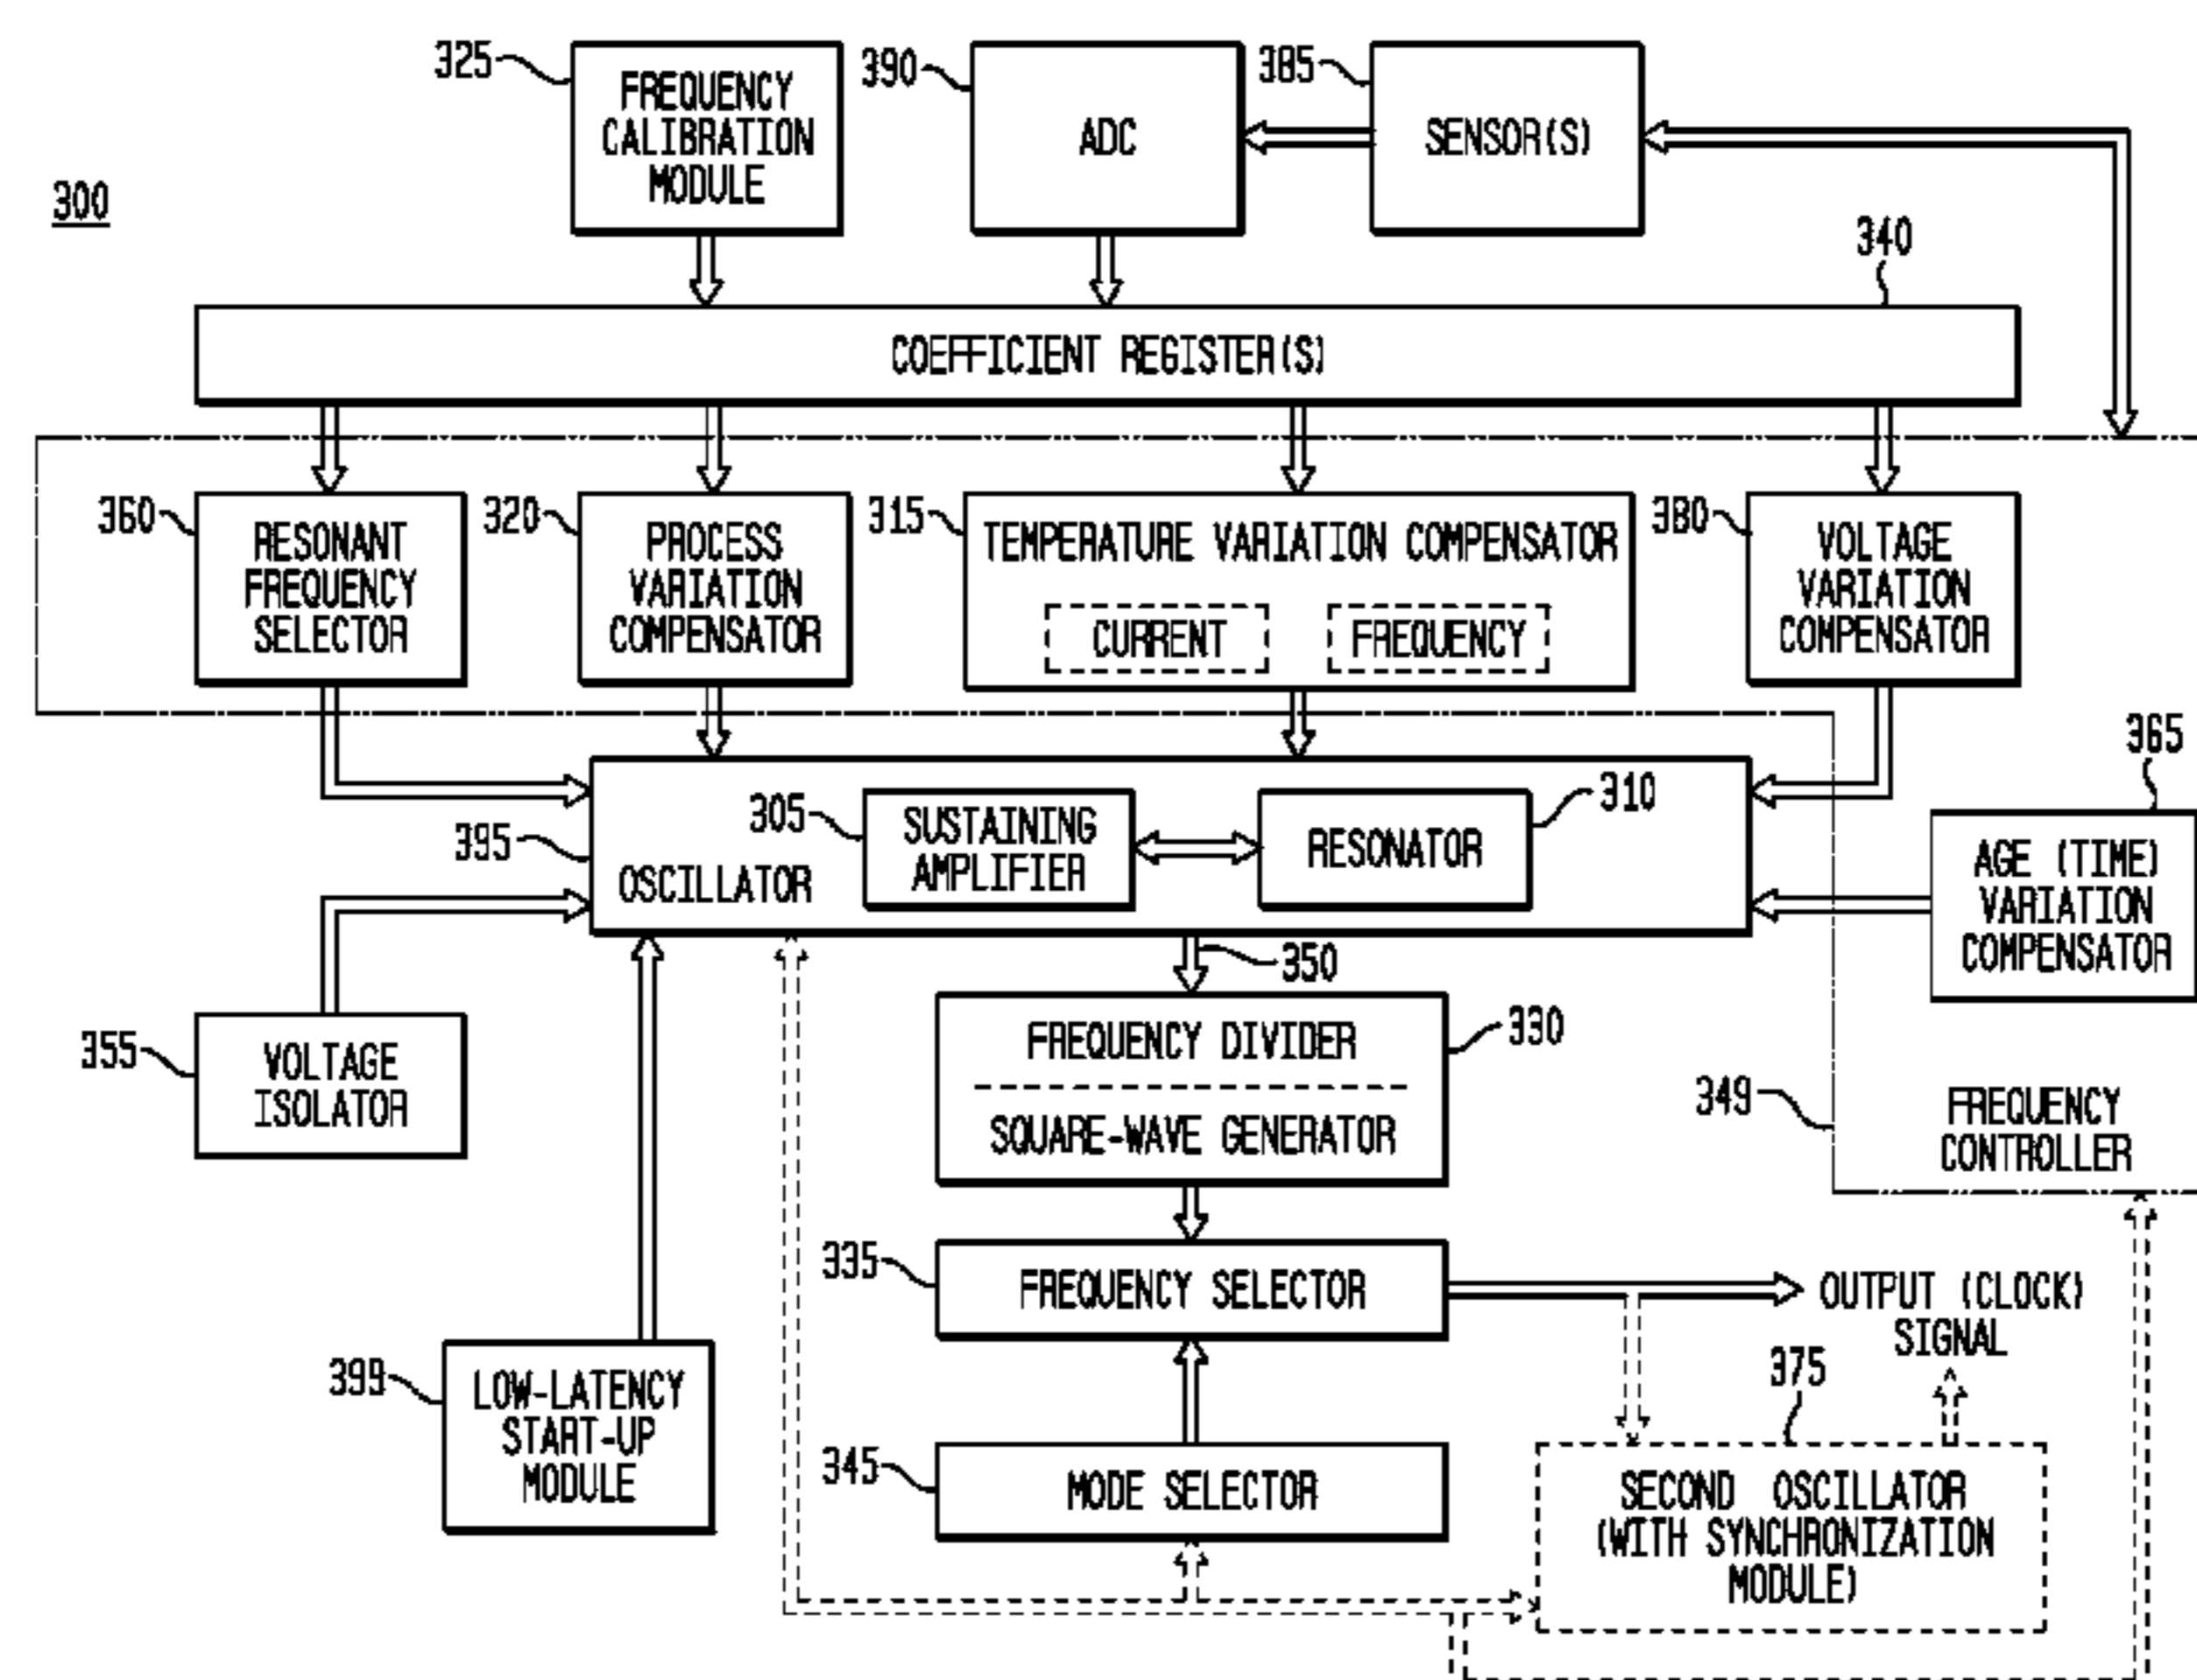 300
325
FREQUENCY
CALIBRATION
MODULE
390
ADC
385
SENSOR(S)
340
COEFFICIENT REGISTER(S)
360
RESONANT
FREQUENCY
SELECTOR
320
PROCESS
VARIATION
COMPENSATOR
315
TEMPERATURE VARIATION COMPENSATOR
CURRENT
FREQUENCY
380
VOLTAGE
VARIATION
COMPENSATOR
395
OSCILLATOR
305
SUSTAINING
AMPLIFIER
310
RESONATOR
365
AGE (TIME)
VARIATION
COMPENSATOR
350
355
VOLTAGE
ISOLATOR
330
FREQUENCY DIVIDER
SQUARE-WAVE GENERATOR
349
FREQUENCY
CONTROLLER
335
FREQUENCY SELECTOR
OUTPUT (CLOCK)
SIGNAL
399
LOW-LATENCY
START-UP
MODULE
345
MODE SELECTOR
375
SECOND OSCILLATOR
(WITH SYNCHRONIZATION
MODULE)